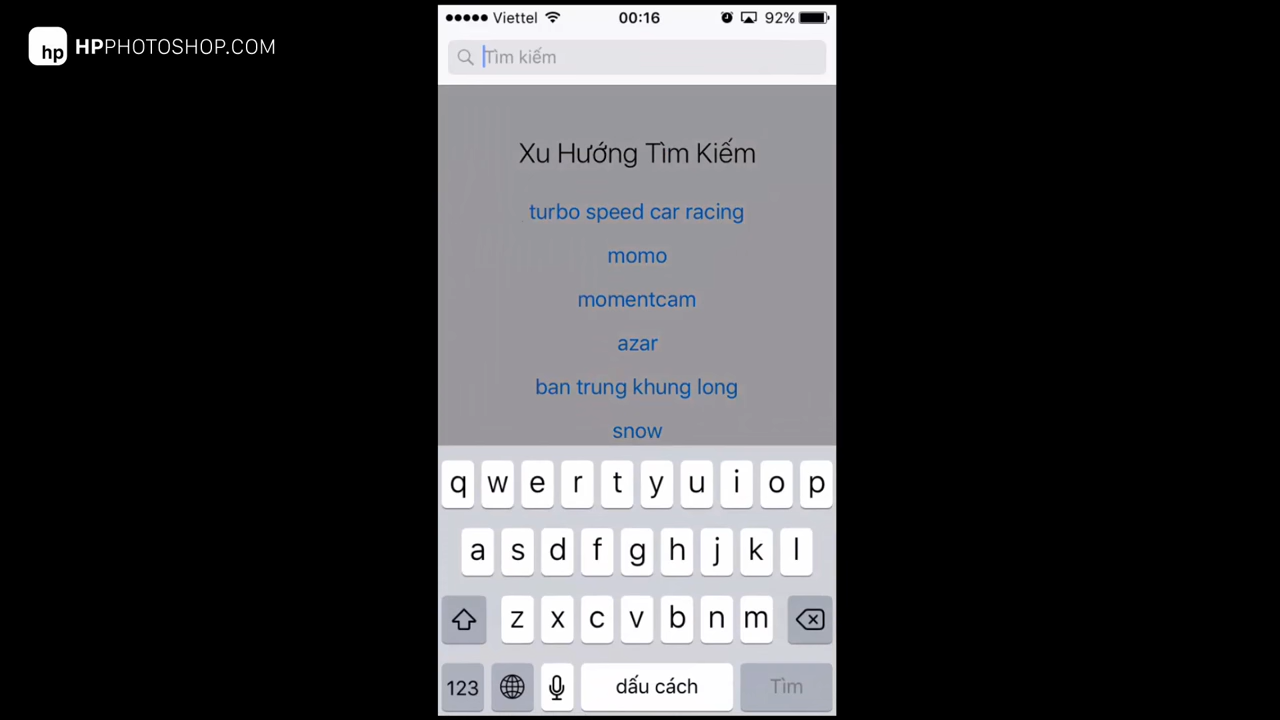 hp HPPHOTOSHOP.COM
Viettel 00:16 92%
Tìm kiếm
Xu Hướng Tìm Kiếm
turbo speed car racing
momo
momentcam
azar
ban trung khung long
snow
q w e r t y u i o p
a s d f g h j k l
z x c v b n m
123 dấu cách Tìm